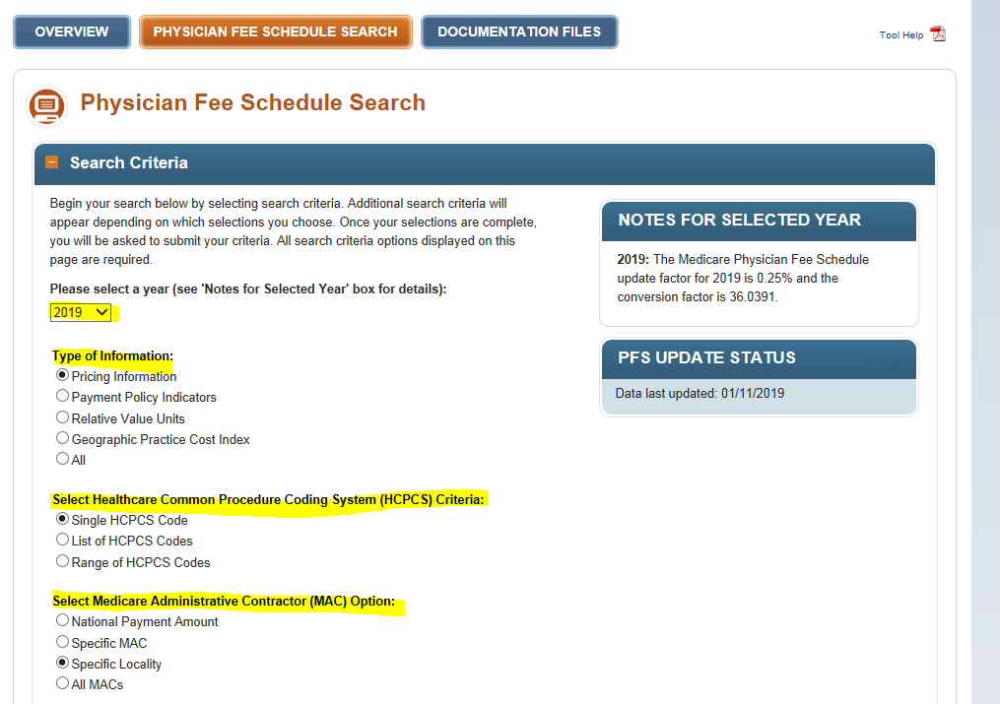 OVERVIEW
PHYSICIAN FEE SCHEDULE SEARCH
DOCUMENTATION FILES
Tool Help
Physician Fee Schedule Search
Search Criteria
Begin your search below by selecting search criteria. Additional search criteria will
appear depending on which selections you choose. Once your selections are complete,
you will be asked to submit your criteria. All search criteria options displayed on this
page are required.
Please select a year (see 'Notes for Selected Year' box for details):
2019
Type of Information:
Pricing Information
Payment Policy Indicators
Relative Value Units
Geographic Practice Cost Index
All
Select Healthcare Common Procedure Coding System (HCPCS) Criteria:
Single HCPCS Code
List of HCPCS Codes
Range of HCPCS Codes
Select Medicare Administrative Contractor (MAC) Option:
National Payment Amount
Specific MAC
Specific Locality
All MACs
NOTES FOR SELECTED YEAR
2019: The Medicare Physician Fee Schedule
update factor for 2019 is 0.25% and the
conversion factor is 36.0391.
PFS UPDATE STATUS
Data last updated: 01/11/2019